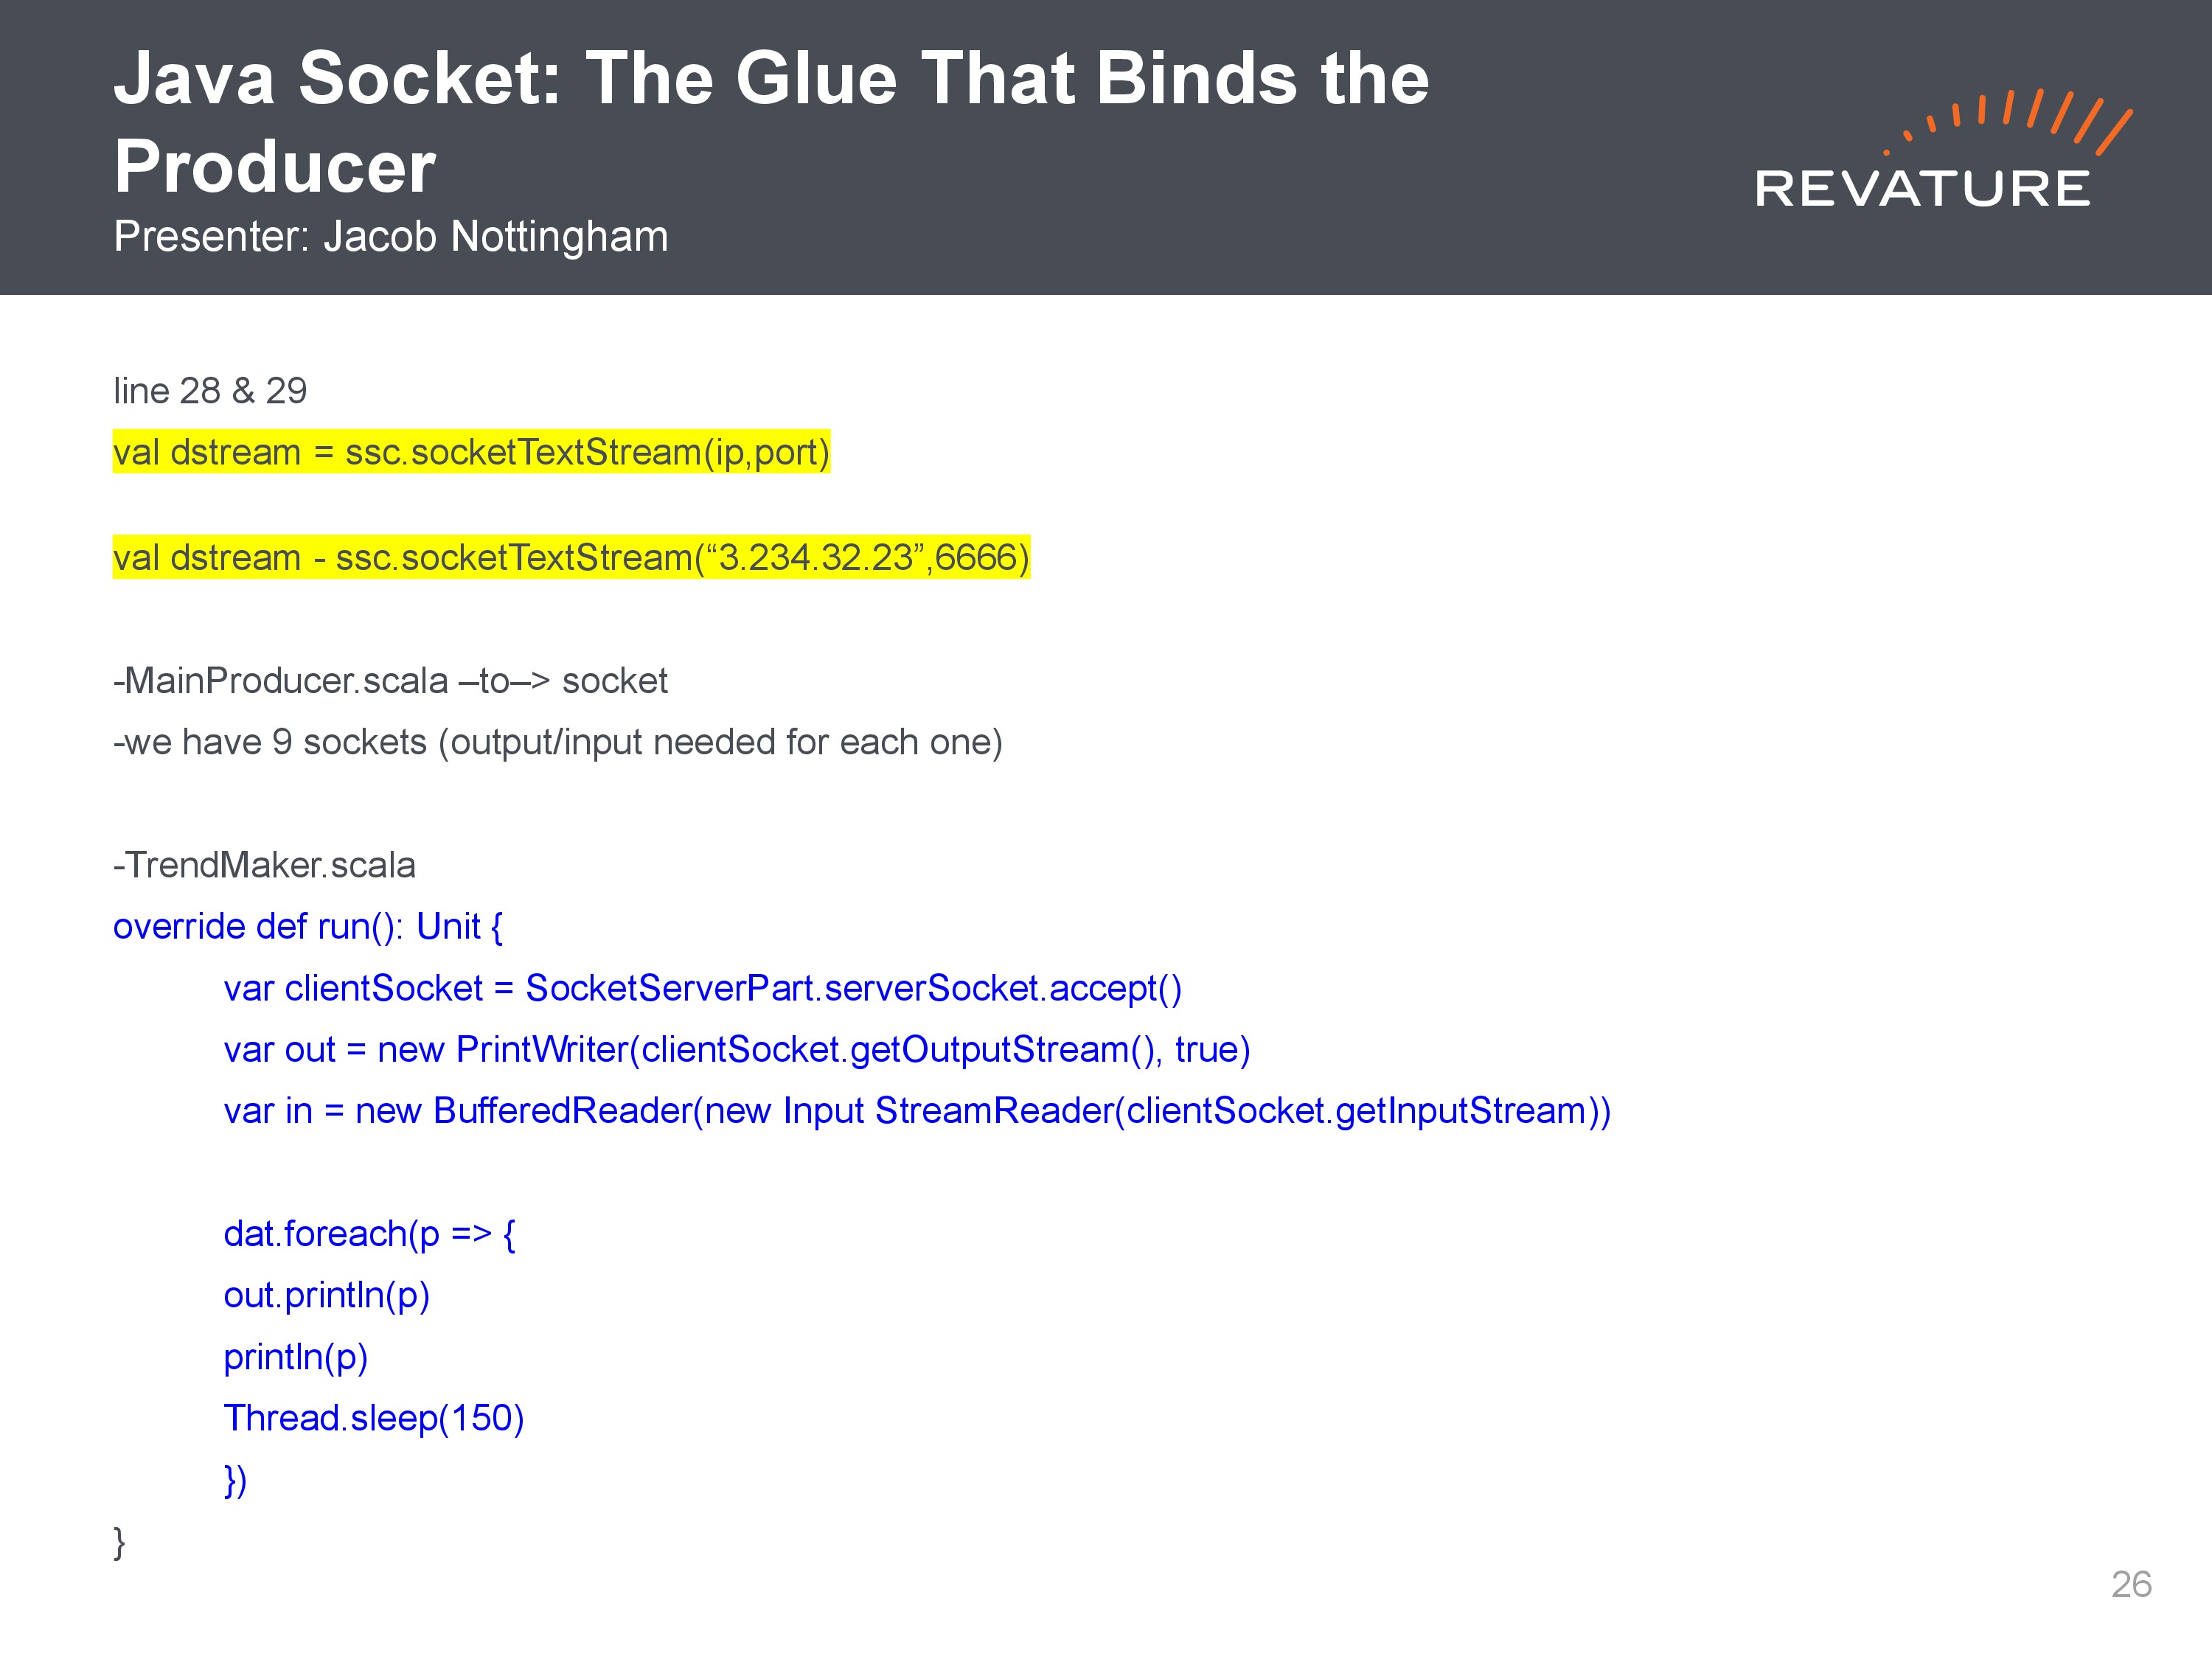 Java Socket: The Glue That Binds the
Producer
Presenter: Jacob Nottingham
REVATURE
line 28 & 29
val dstream = ssc.socketTextStream(ip,port)
val dstream - ssc.socketTextStream(“3.234.32.23”,6666)
-MainProducer.scala –to–> socket
-we have 9 sockets (output/input needed for each one)
-TrendMaker.scala
override def run(): Unit {
var clientSocket = SocketServerPart.serverSocket.accept()
var out = new PrintWriter(clientSocket.getOutputStream(), true)
var in = new BufferedReader(new Input StreamReader(clientSocket.getInputStream))
dat.foreach(p => {
out.println(p)
println(p)
Thread.sleep(150)
})
}
26